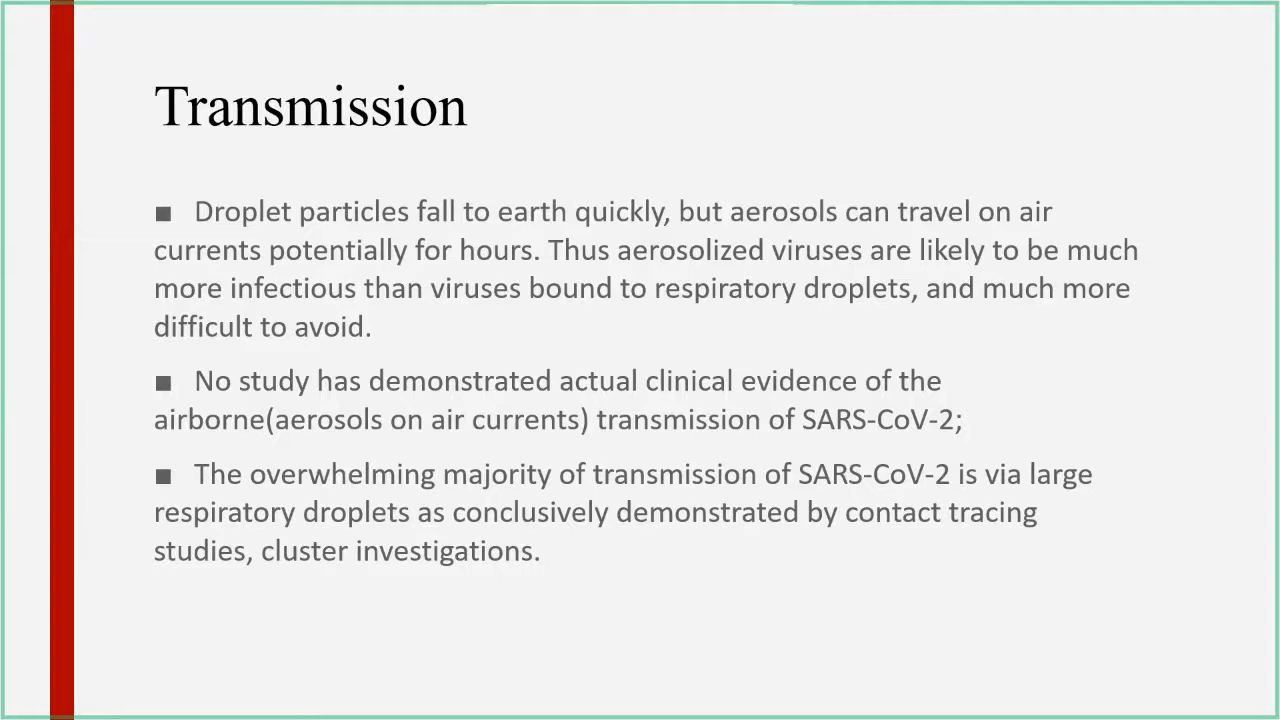 Transmission
■ Droplet particles fall to earth quickly, but aerosols can travel on air
currents potentially for hours. Thus aerosolized viruses are likely to be much
more infectious than viruses bound to respiratory droplets, and much more
difficult to avoid.
■ No study has demonstrated actual clinical evidence of the
airborne(aerosols on air currents) transmission of SARS-CoV-2;
■ The overwhelming majority of transmission of SARS-CoV-2 is via large
respiratory droplets as conclusively demonstrated by contact tracing
studies, cluster investigations.